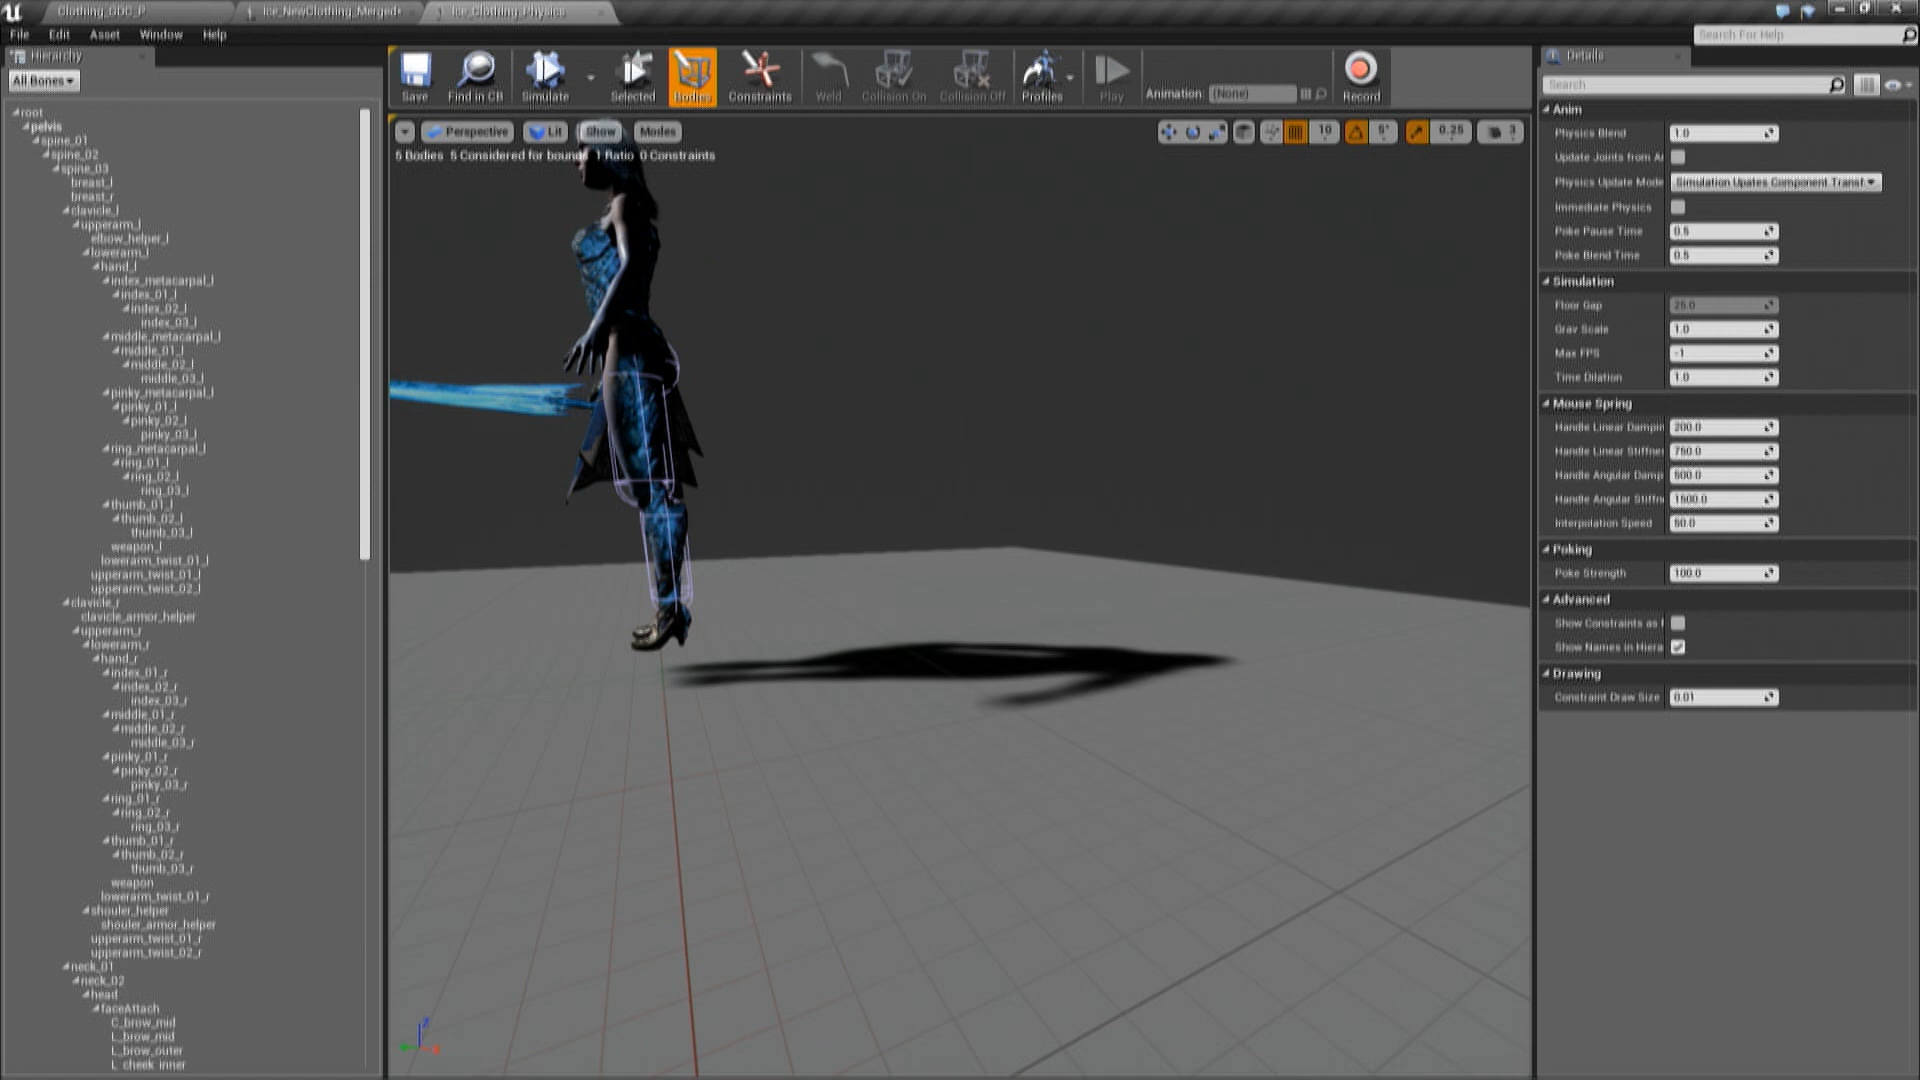 Clothing_GDC_P
Ice_NewClothing_Merged*
Ice_Clothing_Physics
File Edit Asset Window Help
Search For Help
Hierarchy
All Bones
root
pelvis
spine_01
spine_02
spine_03
breast_l
breast_r
clavicle_l
upperarm_l
elbow_helper_l
lowerarm_l
hand_l
index_metacarpal_l
index_01_l
index_02_l
index_03_l
middle_metacarpal_l
middle_01_l
middle_02_l
middle_03_l
pinky_metacarpal_l
pinky_01_l
pinky_02_l
pinky_03_l
ring_metacarpal_l
ring_01_l
ring_02_l
ring_03_l
thumb_01_l
thumb_02_l
thumb_03_l
weapon_l
lowerarm_twist_01_l
upperarm_twist_01_l
upperarm_twist_02_l
clavicle_r
clavicle_armor_helper
upperarm_r
lowerarm_r
hand_r
index_01_r
index_02_r
index_03_r
middle_01_r
middle_02_r
middle_03_r
pinky_01_r
pinky_02_r
pinky_03_r
ring_01_r
ring_02_r
ring_03_r
thumb_01_r
thumb_02_r
thumb_03_r
weapon
lowerarm_twist_01_r
shouler_helper
shouler_armor_helper
upperarm_twist_01_r
upperarm_twist_02_r
neck_01
neck_02
head
faceAttach
C_brow_mid
L_brow_mid
L_brow_outer
L_cheek_inner
Save
Find in CB
Simulate
Selected
Bodies
Constraints
Weld
Collision On
Collision Off
Profiles
Play
Animation: (None)
Record
Perspective Lit Show Modes
10 5° 0.25 3
5 Bodies 5 Considered for bounds 1 Ratio 0 Constraints
Z
Details
Search
Anim
Physics Blend 1.0
Update Joints from A
Physics Update Mode Simulation Upates Component Transf
Immediate Physics
Poke Pause Time 0.5
Poke Blend Time 0.5
Simulation
Floor Gap 25.0
Grav Scale 1.0
Max FPS -1
Time Dilation 1.0
Mouse Spring
Handle Linear Dampin 200.0
Handle Linear Stiffnes 750.0
Handle Angular Damp 500.0
Handle Angular Stiffn 1500.0
Interpolation Speed 50.0
Poking
Poke Strength 100.0
Advanced
Show Constraints as
Show Names in Hiera
Drawing
Constraint Draw Size 0.01